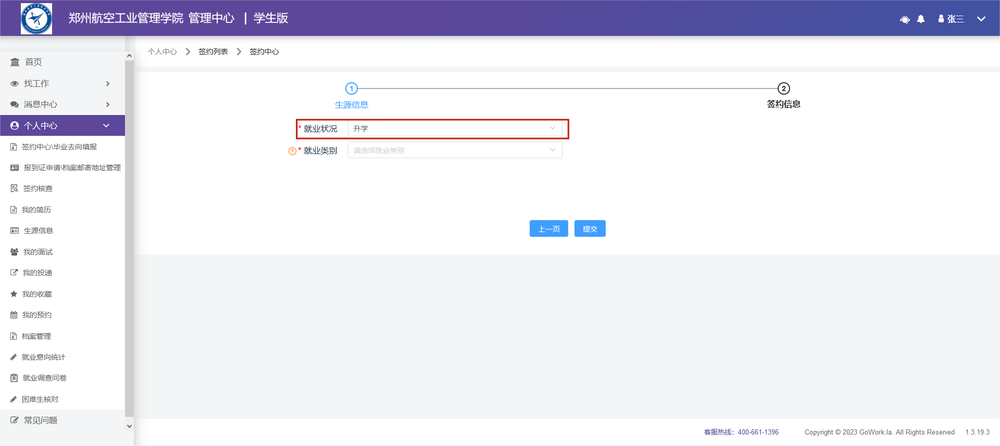 郑州航空工业管理学院 管理中心 | 学生版
张三
个人中心 > 签约列表 > 签约中心
首页
找工作
消息中心
个人中心
签约中心\毕业去向填报
报到证申请\档案邮寄地址管理
签约核查
我的简历
生源信息
我的面试
我的投递
我的收藏
我的预约
档案管理
就业意向统计
就业调查问卷
困难生核对
常见问题
1
生源信息
2
签约信息
* 就业状况 升学
? * 就业类别 请选择就业类别
上一页 提交
客服热线：400-661-1396 Copyright © 2023 GoWork.la. All Rights Reserved 1.3.19.3